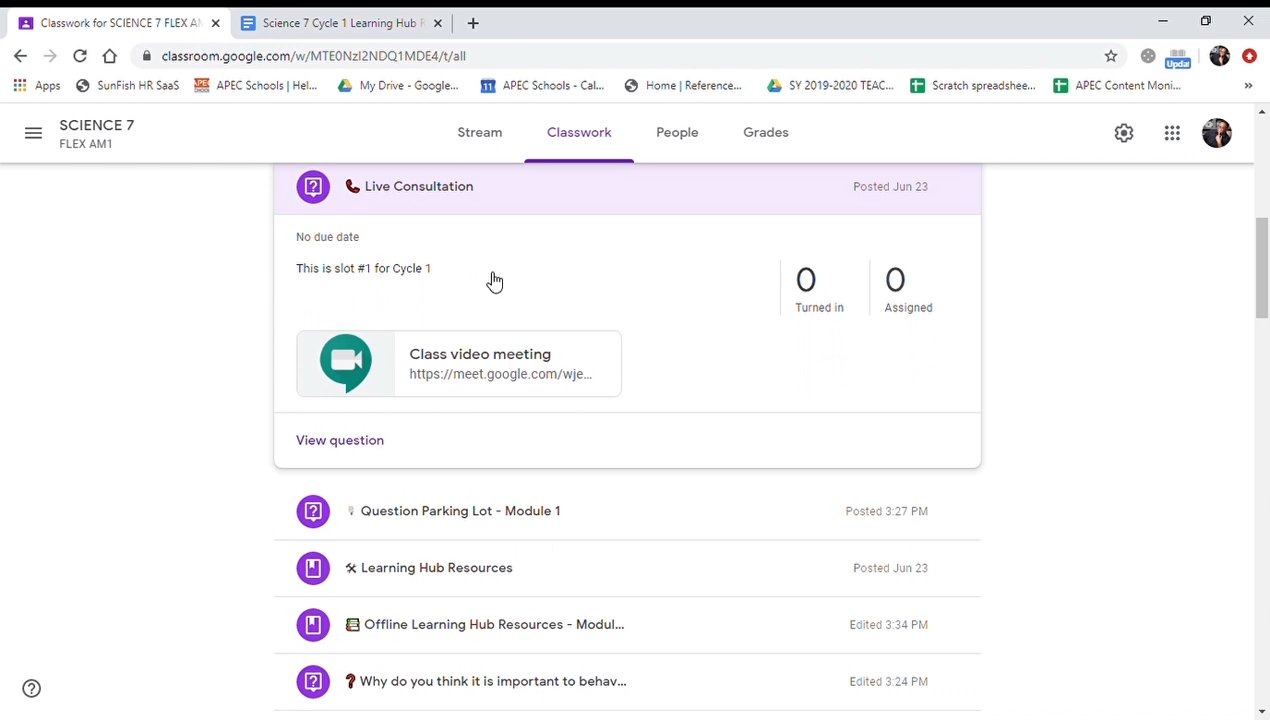 Classwork for SCIENCE 7 FLEX AM
Science 7 Cycle 1 Learning Hub R
classroom.google.com/w/MTE0NzI2NDQ1MDE4/t/all
Upda
Apps
SunFish HR SaaS
APEC Schools | Hel...
My Drive - Google...
APEC Schools - Cal...
Home | Reference...
SY 2019-2020 TEAC...
Scratch spreadshee...
APEC Content Moni...
SCIENCE 7
FLEX AM1
Stream
Classwork
People
Grades
Live Consultation
Posted Jun 23
No due date
This is slot #1 for Cycle 1
0
Turned in
0
Assigned
Class video meeting
https://meet.google.com/wje...
View question
Question Parking Lot - Module 1
Posted 3:27 PM
Learning Hub Resources
Posted Jun 23
Offline Learning Hub Resources - Modul...
Edited 3:34 PM
Why do you think it is important to behav...
Edited 3:24 PM